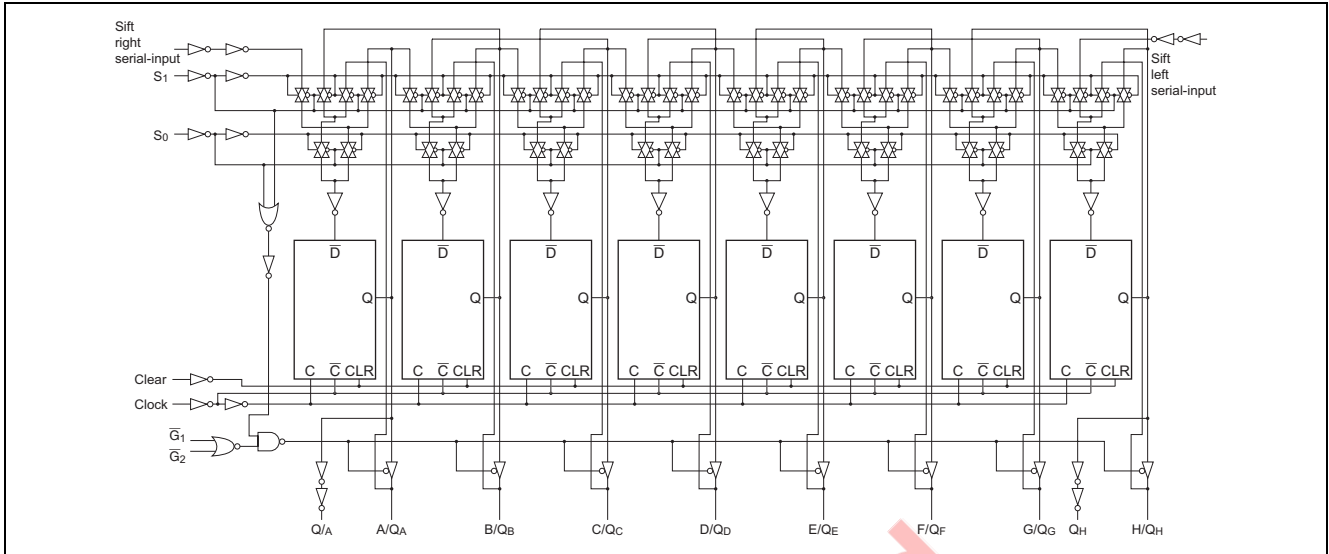 Sift
right
serial-input
Sift
left
serial-input
S1
S0
D̅ D̅ D̅ D̅ D̅ D̅ D̅ D̅
Q Q Q Q Q Q Q Q
C C̅ CLR C C̅ CLR C C̅ CLR C C̅ CLR C C̅ CLR C C̅ CLR C C̅ CLR C C̅ CLR
Clear
Clock
G̅1
G̅2
Q/A A/QA B/QB C/QC D/QD E/QE F/QF G/QG QH H/QH